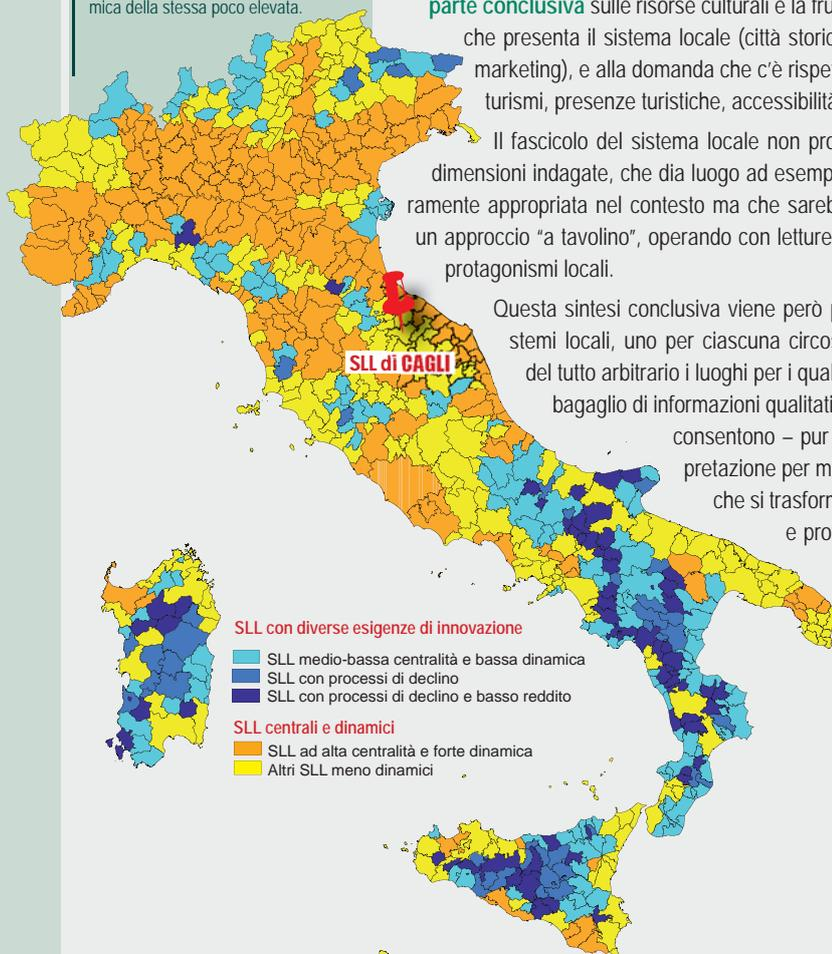 mica della stessa poco elevata.
parte conclusiva sulle risorse culturali e la fru
che presenta il sistema locale (città storic
marketing), e alla domanda che c'è rispe
turismi, presenze turistiche, accessibilità
Il fascicolo del sistema locale non pro
dimensioni indagate, che dia luogo ad esemp
ramente appropriata nel contesto ma che sareb
un approccio "a tavolino", operando con letture
protagonismi locali.
Questa sintesi conclusiva viene però p
stemi locali, uno per ciascuna circos
del tutto arbitrario i luoghi per i qual
bagaglio di informazioni qualitati
consentono – pur
pretazione per m
che si trasform
e pro
SLL di CAGLI
SLL con diverse esigenze di innovazione
SLL medio-bassa centralità e bassa dinamica
SLL con processi di declino
SLL con processi di declino e basso reddito
SLL centrali e dinamici
SLL ad alta centralità e forte dinamica
Altri SLL meno dinamici